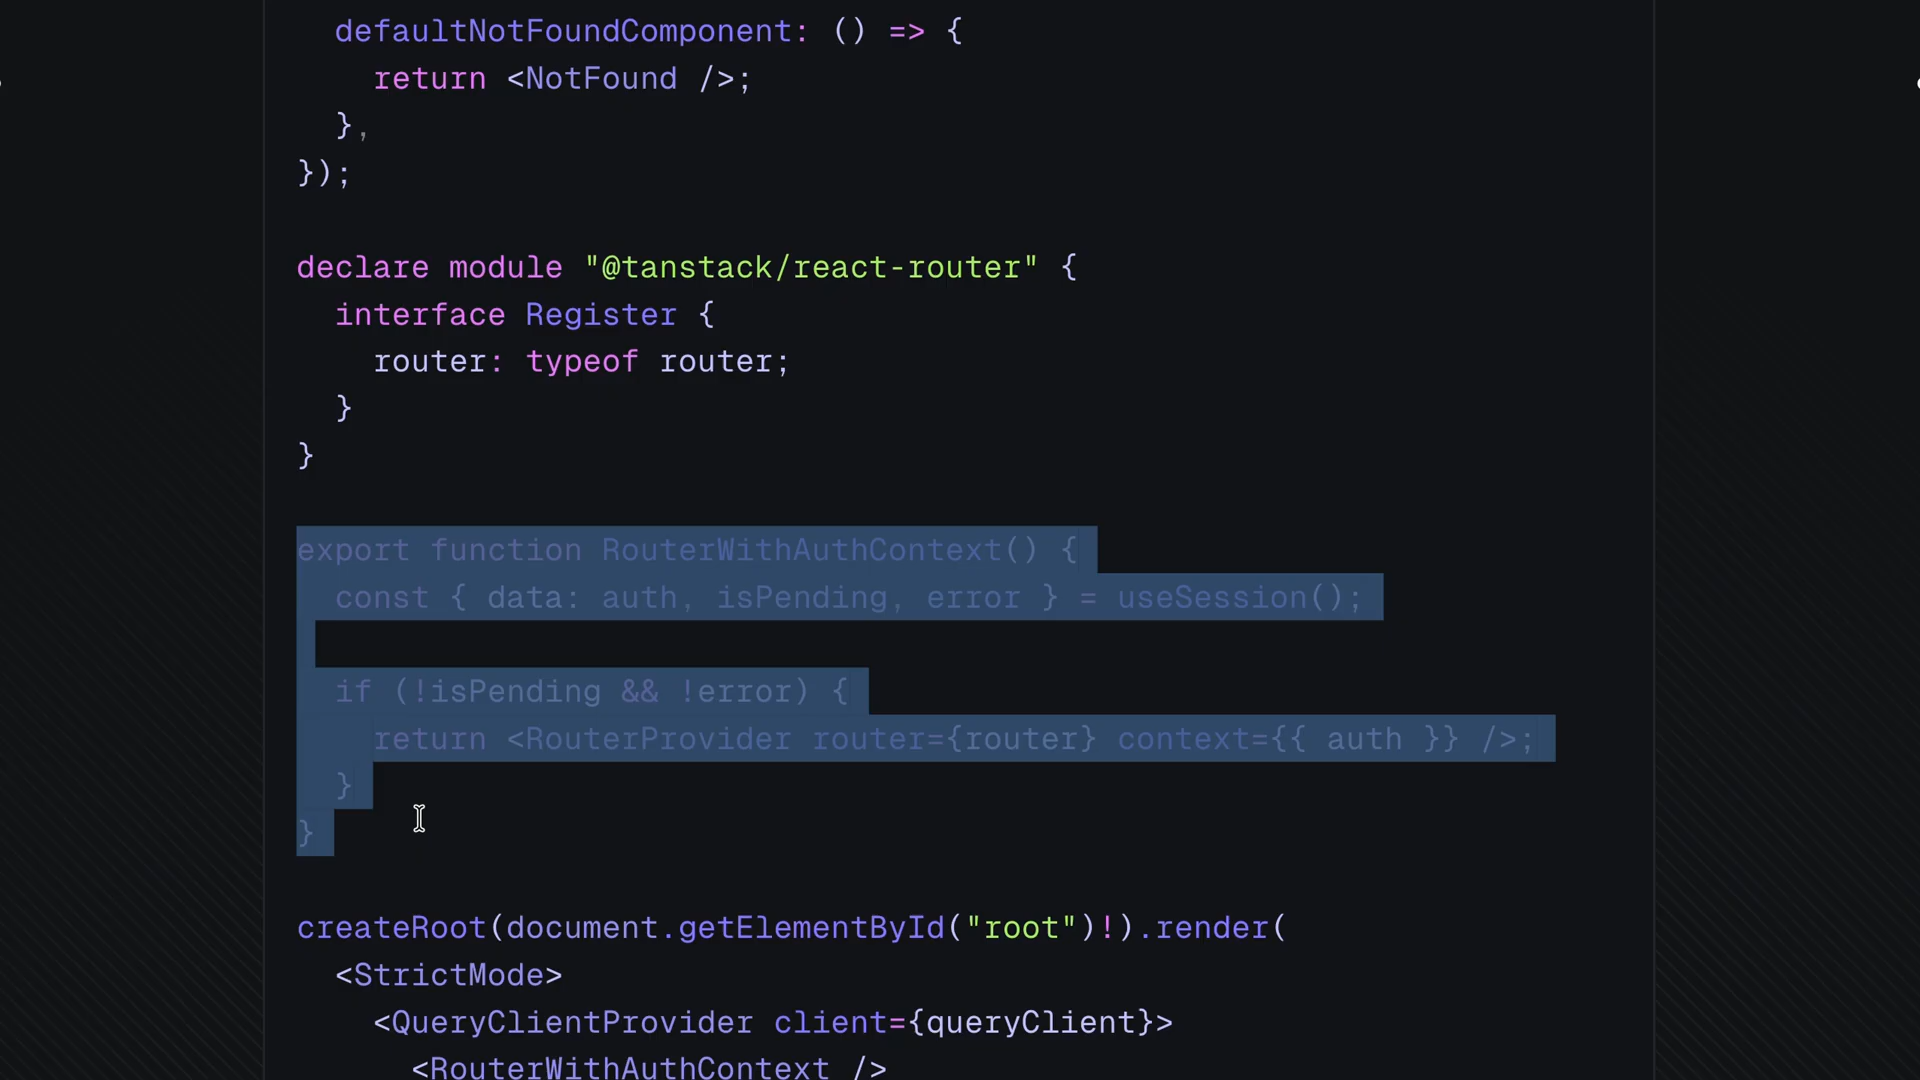 defaultNotFoundComponent: () => {
return <NotFound />;
},
});
declare module "@tanstack/react-router" {
interface Register {
router: typeof router;
}
}
export function RouterWithAuthContext() {
const { data: auth, isPending, error } = useSession();
if (!isPending && !error) {
return <RouterProvider router={router} context={{ auth }} />;
}
}
createRoot(document.getElementById("root")!).render(
<StrictMode>
<QueryClientProvider client={queryClient}>
<RouterWithAuthContext />